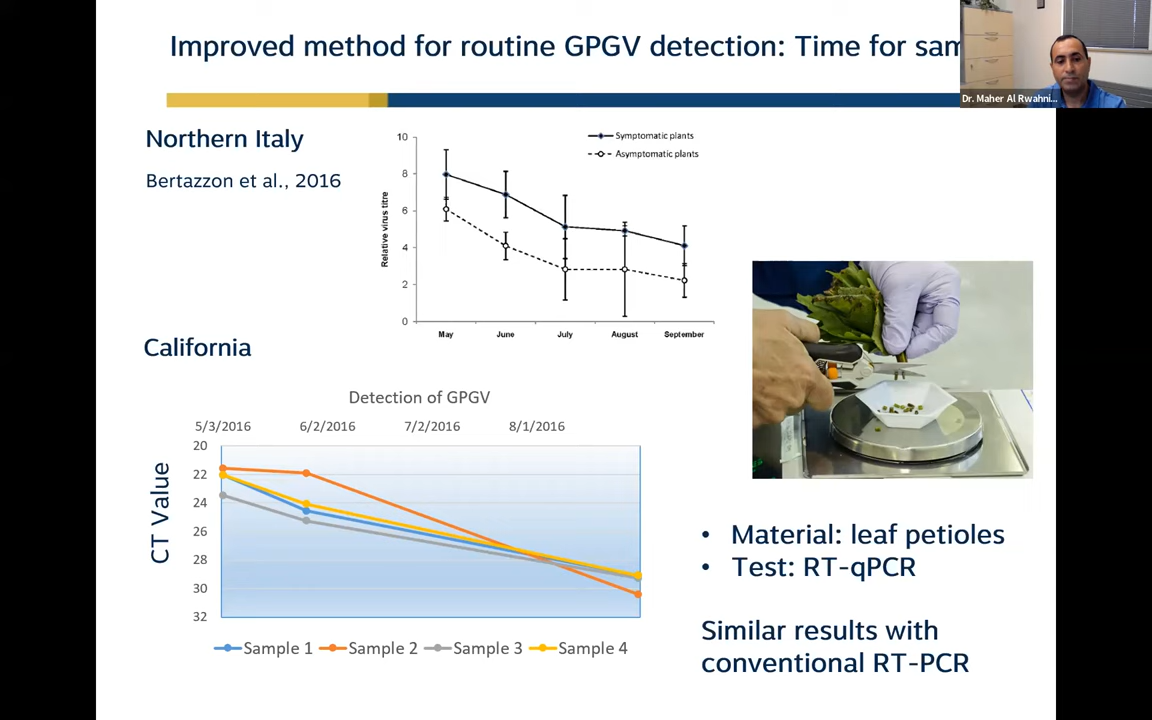 Improved method for routine GPGV detection: Time for sam
Dr. Maher Al Rwahni...
Northern Italy
Bertazzon et al., 2016
10
8
6
4
2
0
Relative virus titre
Symptomatic plants
Asymptomatic plants
May June July August September
California
Detection of GPGV
5/3/2016 6/2/2016 7/2/2016 8/1/2016
20
22
24
26
28
30
32
CT Value
Sample 1 Sample 2 Sample 3 Sample 4
• Material: leaf petioles
• Test: RT-qPCR
Similar results with
conventional RT-PCR